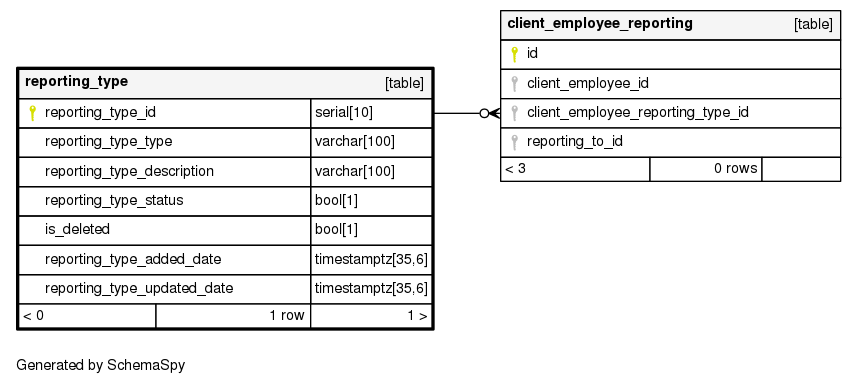 client_employee_reporting [table]
id
client_employee_id
client_employee_reporting_type_id
reporting_to_id
< 3 0 rows
reporting_type [table]
reporting_type_id serial[10]
reporting_type_type varchar[100]
reporting_type_description varchar[100]
reporting_type_status bool[1]
is_deleted bool[1]
reporting_type_added_date timestamptz[35,6]
reporting_type_updated_date timestamptz[35,6]
< 0 1 row 1 >
Generated by SchemaSpy